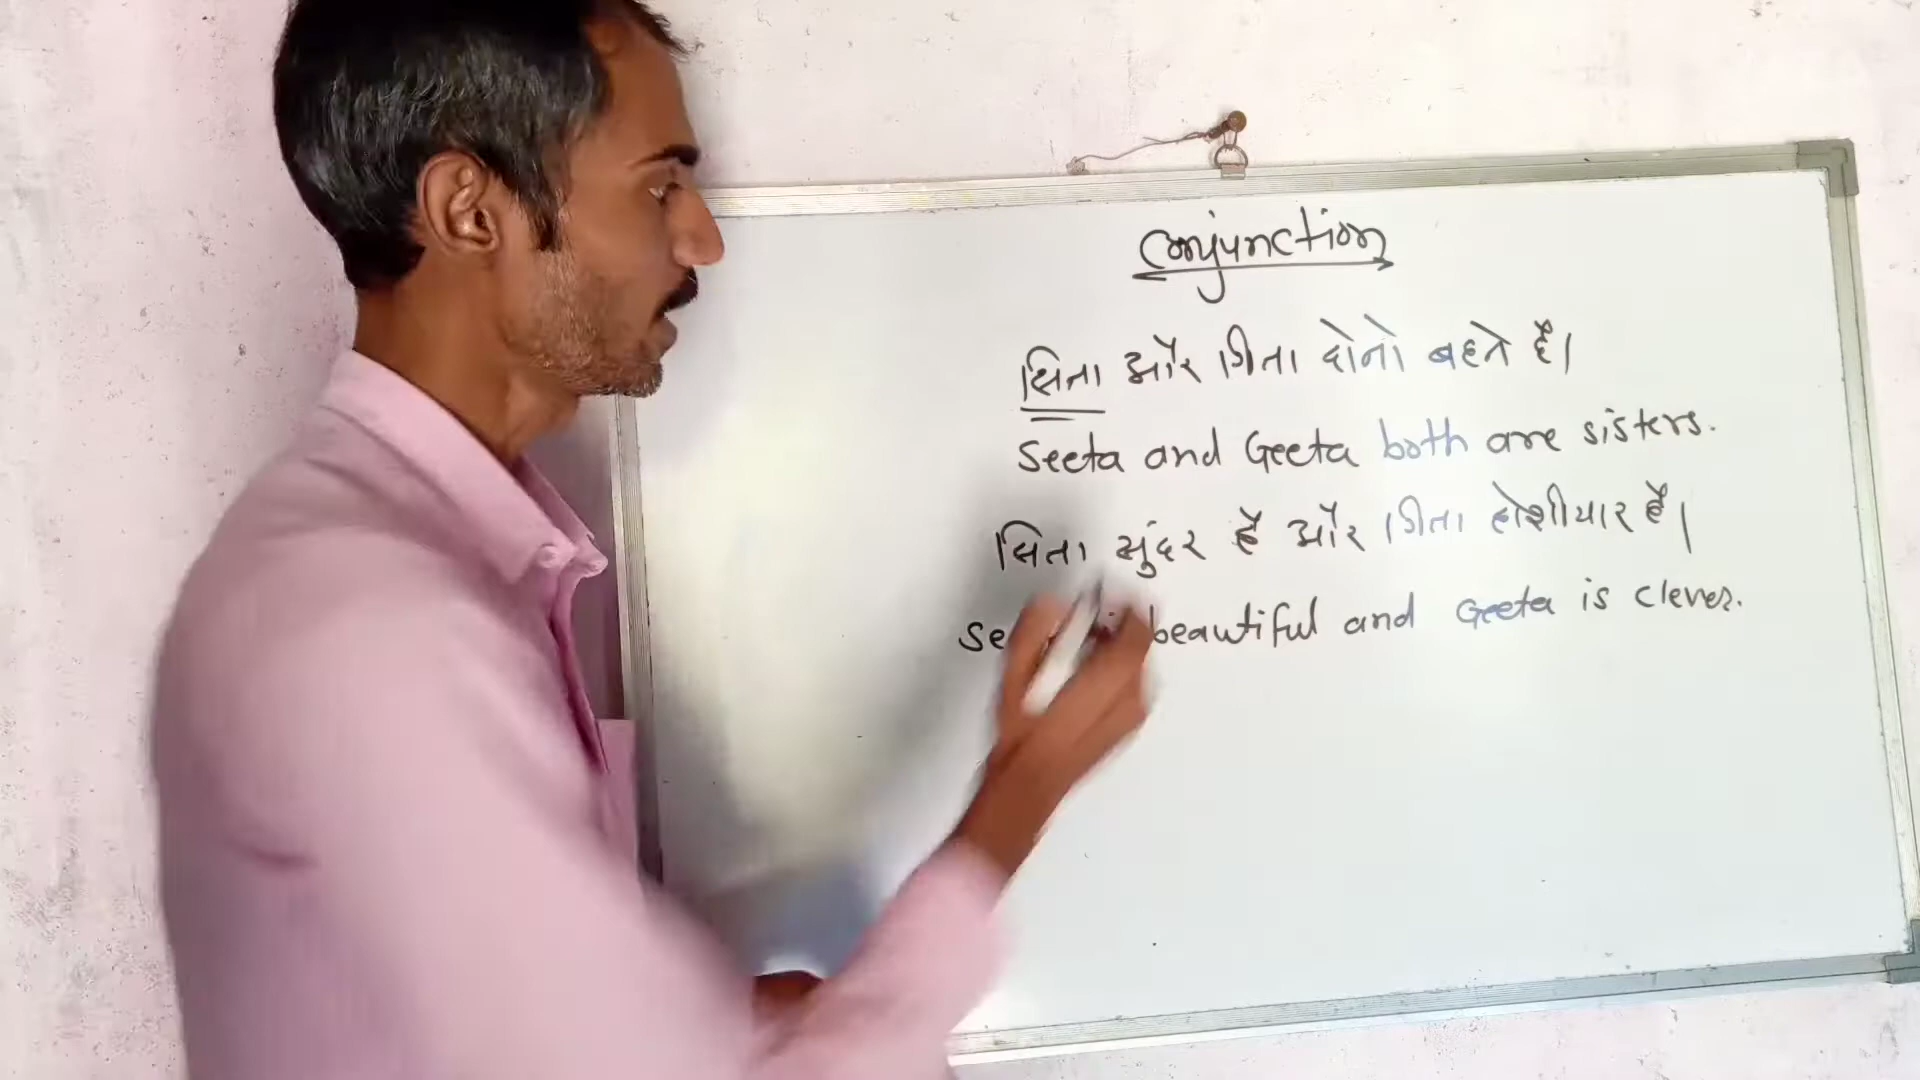 Conjunction
सिता और गिता दोनो बहने है।
Seeta and Geeta both are sisters.
सिता सुंदर है और गिता होशीयार है।
beautiful and Geeta is clever.